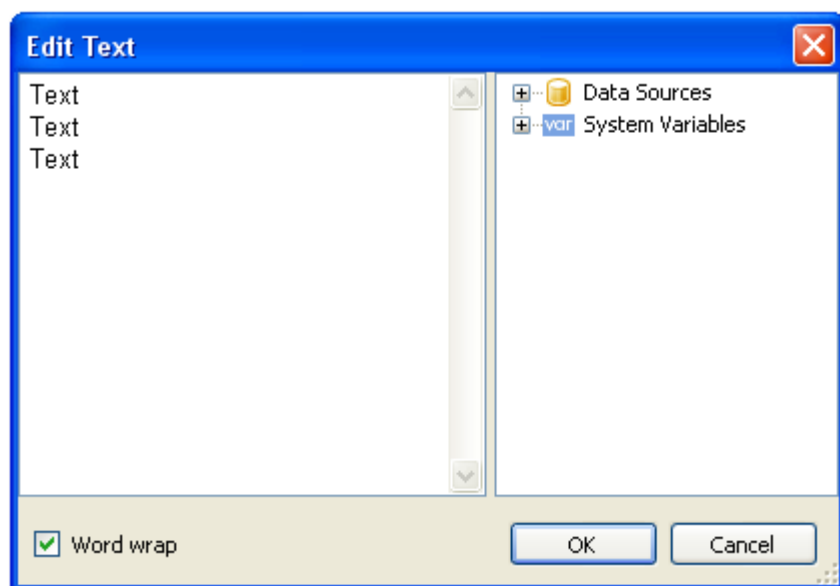 Edit Text
Text
Text
Text
Data Sources
var System Variables
Word wrap
OK
Cancel